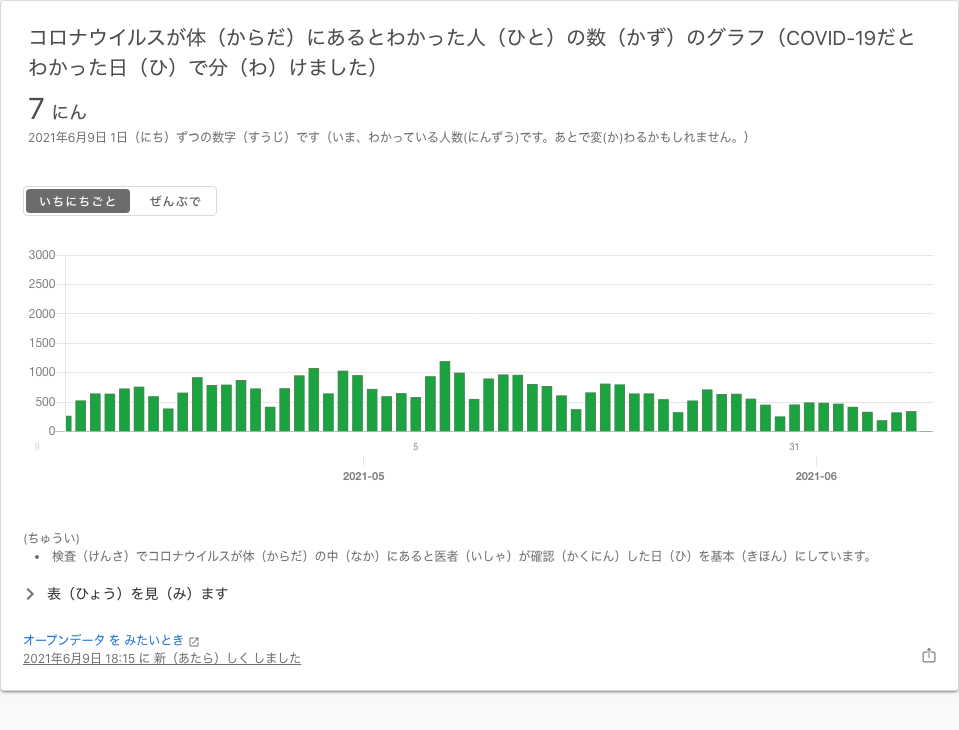 コロナウイルスが体（からだ）にあるとわかった人（ひと）の数（かず）のグラフ（COVID-19だと
わかった日（ひ）で分（わ）けました）
7 にん
2021年6月9日 1日（にち）ずつの数字（すうじ）です（いま、わかっている人数(にんずう)です。あとで変(か)わるかもしれません。）
いちにちごと ぜんぶで
3000
2500
2000
1500
1000
500
0
9 5 31
2021-05 2021-06
(ちゅうい)
• 検査（けんさ）でコロナウイルスが体（からだ）の中（なか）にあると医者（いしゃ）が確認（かくにん）した日（ひ）を基本（きほん）にしています。
表（ひょう）を見（み）ます
オープンデータ を みたいとき
2021年6月9日 18:15 に 新（あたら）しく しました